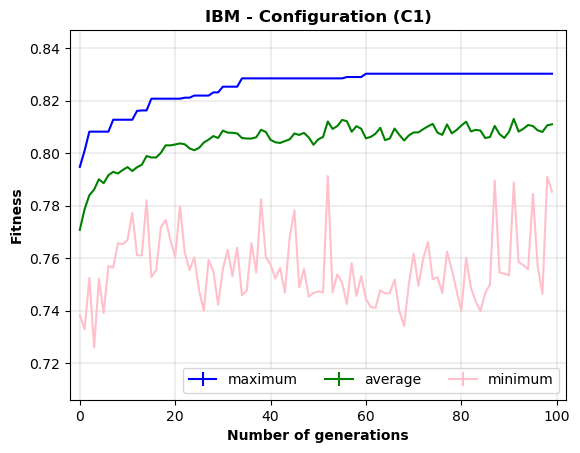 IBM - Configuration (C1)
0.84
0.82
0.80
0.78
0.76
0.74
0.72
Fitness
0 20 40 60 80 100
Number of generations
maximum average minimum